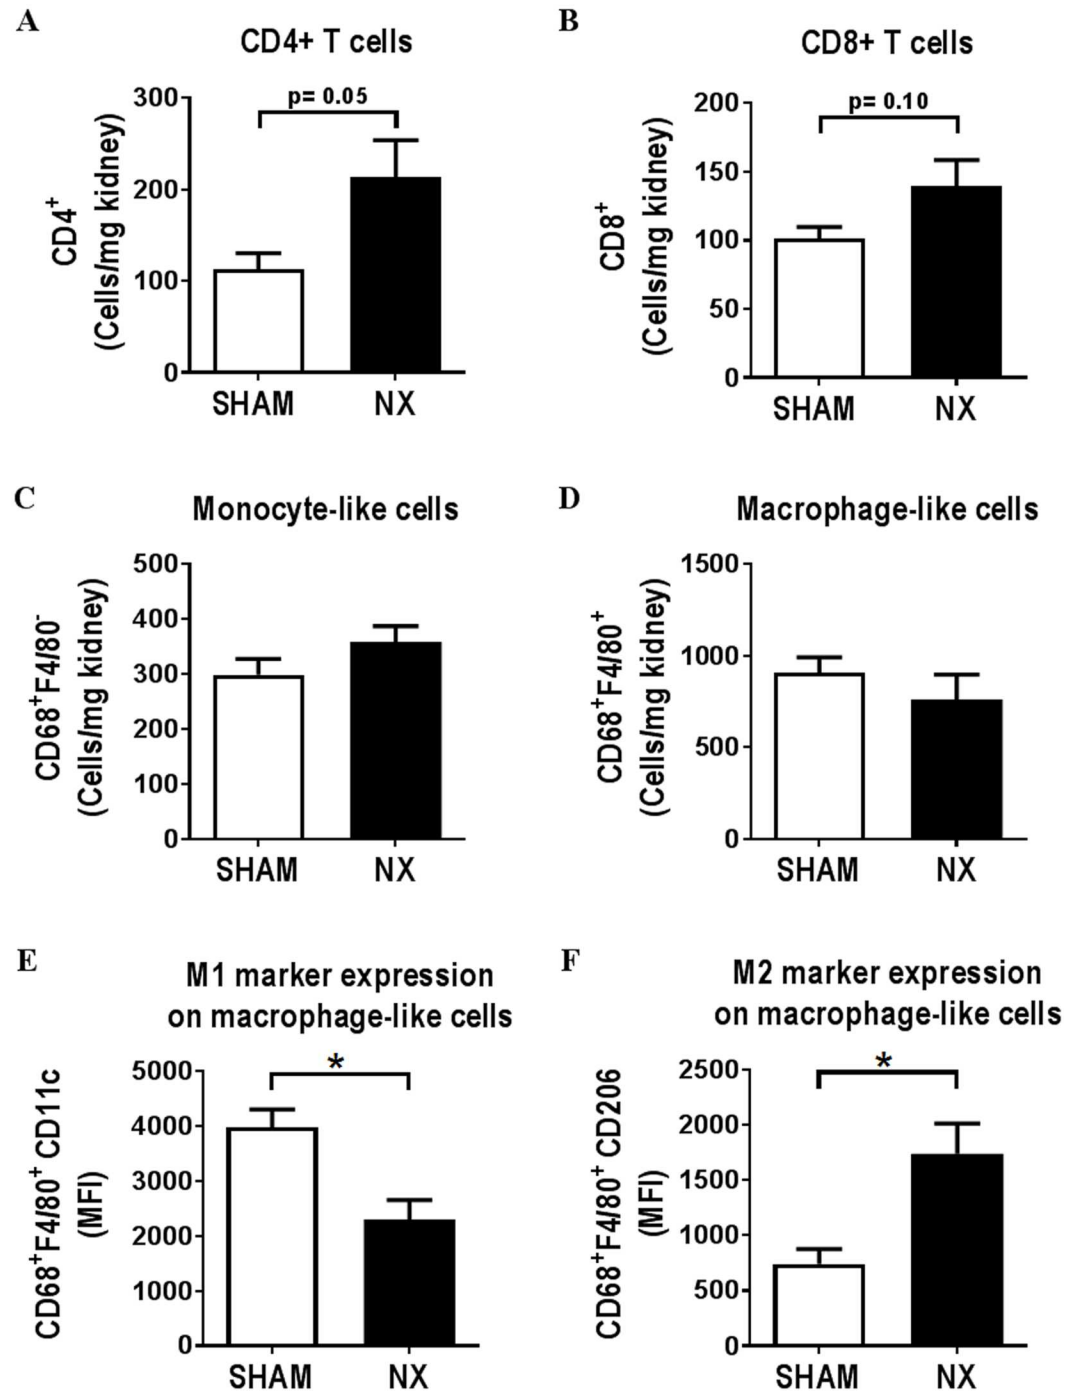 A
CD4+ T cells
CD4⁺
(Cells/mg kidney)
300
200
100
0
p= 0.05
SHAM NX
B
CD8+ T cells
CD8⁺
(Cells/mg kidney)
200
150
100
50
0
p= 0.10
SHAM NX
C
Monocyte-like cells
CD68⁺F4/80⁻
(Cells/mg kidney)
500
400
300
200
100
0
SHAM NX
D
Macrophage-like cells
CD68⁺F4/80⁺
(Cells/mg kidney)
1500
1000
500
0
SHAM NX
E
M1 marker expression
on macrophage-like cells
CD68⁺F4/80⁺ CD11c
(MFI)
5000
4000
3000
2000
1000
0
*
SHAM NX
F
M2 marker expression
on macrophage-like cells
CD68⁺F4/80⁺ CD206
(MFI)
2500
2000
1500
1000
500
0
*
SHAM NX